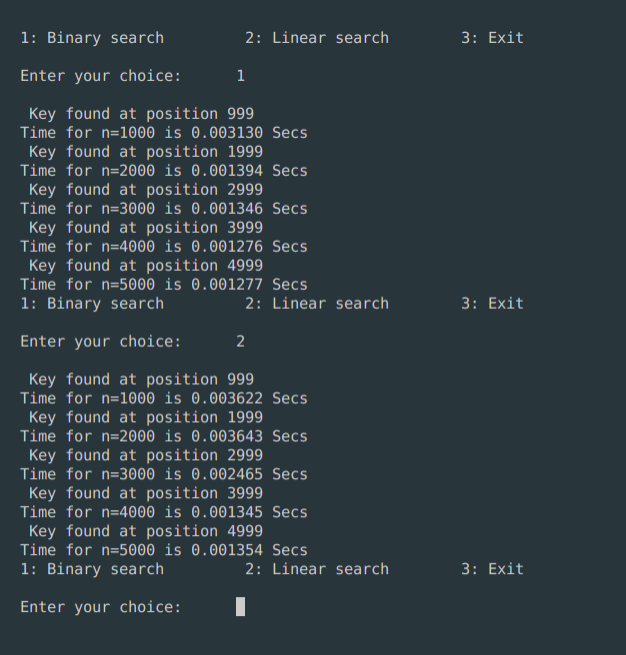 1: Binary search         2: Linear search        3: Exit
Enter your choice:      1
 Key found at position 999
Time for n=1000 is 0.003130 Secs
 Key found at position 1999
Time for n=2000 is 0.001394 Secs
 Key found at position 2999
Time for n=3000 is 0.001346 Secs
 Key found at position 3999
Time for n=4000 is 0.001276 Secs
 Key found at position 4999
Time for n=5000 is 0.001277 Secs
1: Binary search         2: Linear search        3: Exit
Enter your choice:      2
 Key found at position 999
Time for n=1000 is 0.003622 Secs
 Key found at position 1999
Time for n=2000 is 0.003643 Secs
 Key found at position 2999
Time for n=3000 is 0.002465 Secs
 Key found at position 3999
Time for n=4000 is 0.001345 Secs
 Key found at position 4999
Time for n=5000 is 0.001354 Secs
1: Binary search         2: Linear search        3: Exit
Enter your choice: